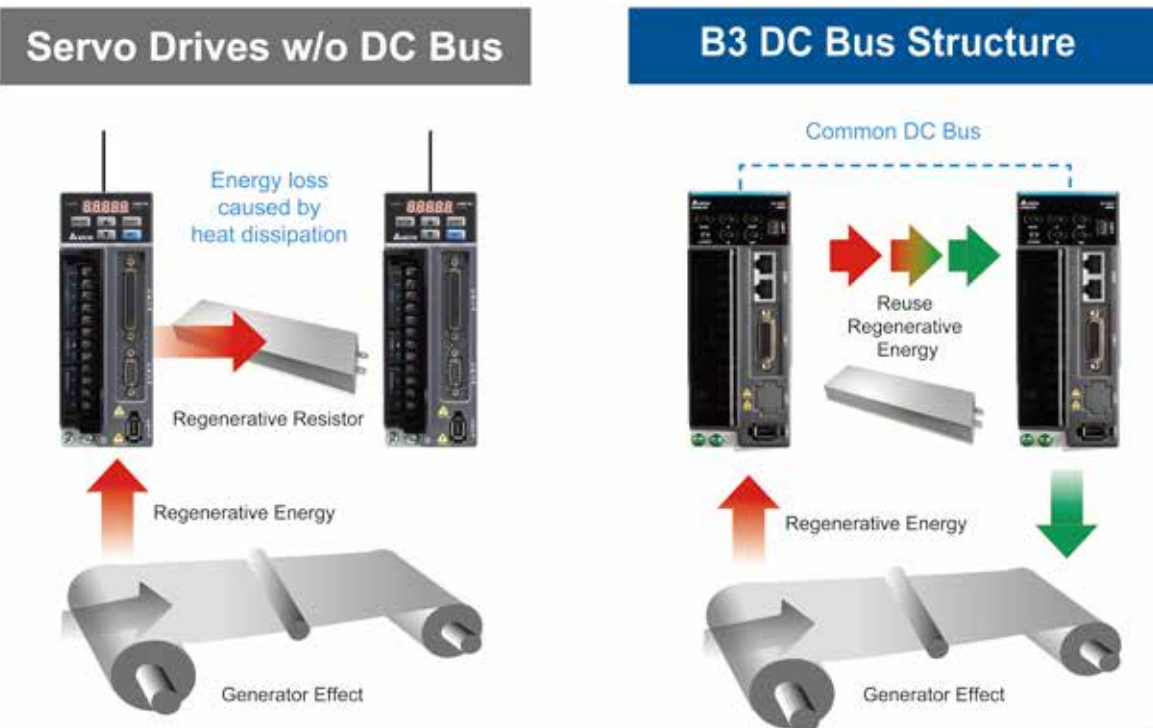 Servo Drives w/o DC Bus
B3 DC Bus Structure
Energy loss
caused by
heat dissipation
Regenerative Resistor
Regenerative Energy
Generator Effect
Common DC Bus
Reuse
Regenerative
Energy
Regenerative Energy
Generator Effect